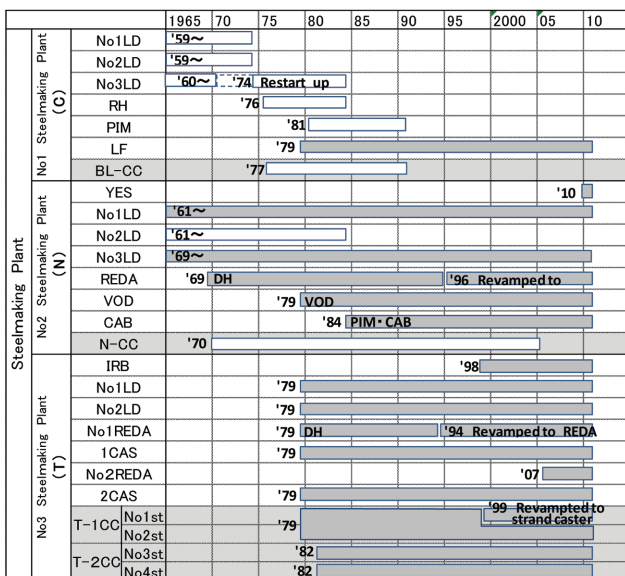 1965 70 75 80 85 90 95 2000 05 10
Steelmaking Plant
No1 Steelmaking Plant (C)
No1LD '59～
No2LD '59～
No3LD '60～ '74 Restart up
RH '76
PIM '81
LF '79
BL-CC '77
No2 Steelmaking Plant (N)
YES '10
No1LD '61～
No2LD '61～
No3LD '69～
REDA '69 DH '96 Revamped to
VOD '79 VOD
CAB '84 PIM・CAB
N-CC '70
No3 Steelmaking Plant (T)
IRB '98
No1LD '79
No2LD '79
No1REDA '79 DH '94 Revamped to REDA
1CAS '79
No2REDA '07
2CAS '79
T-1CC No1st '79 '99 Revampted to
No2st strand caster
T-2CC No3st '82
No4st '82